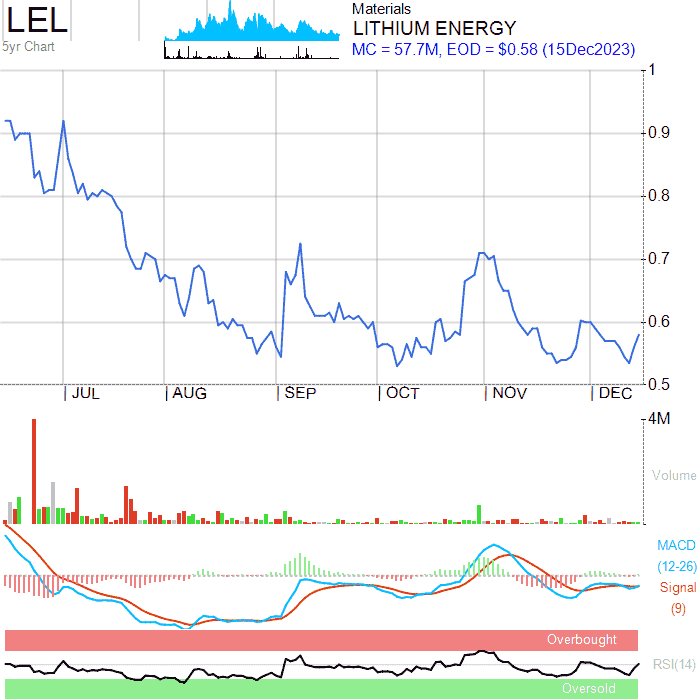 LEL
5yr Chart
Materials
LITHIUM ENERGY
MC = 57.7M, EOD = $0.58 (15Dec2023)
1
0.9
0.8
0.7
0.6
0.5
JUL AUG SEP OCT NOV DEC
4M
Volume
MACD
(12-26)
Signal
(9)
Overbought
RSI(14)
Oversold